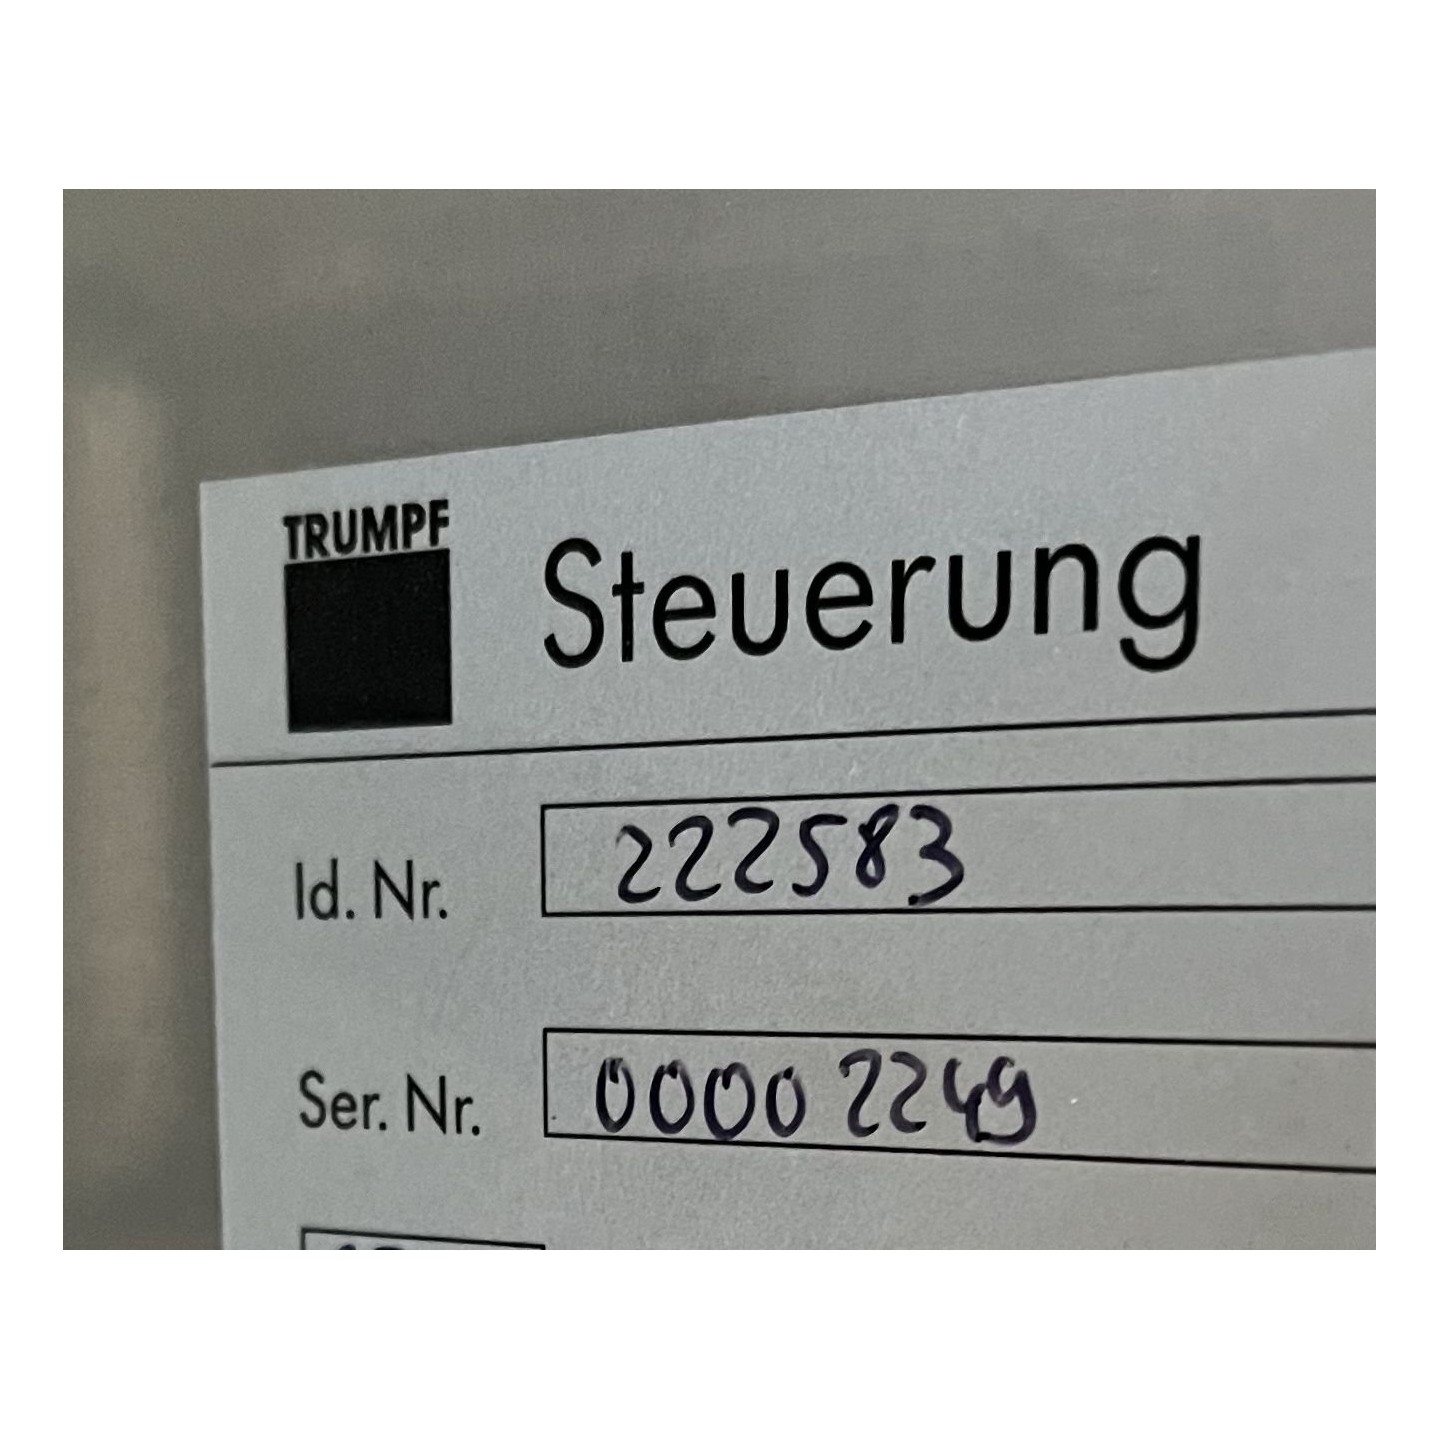 TRUMPF
Steuerung
Id. Nr. 222583
Ser. Nr. 0000 2249